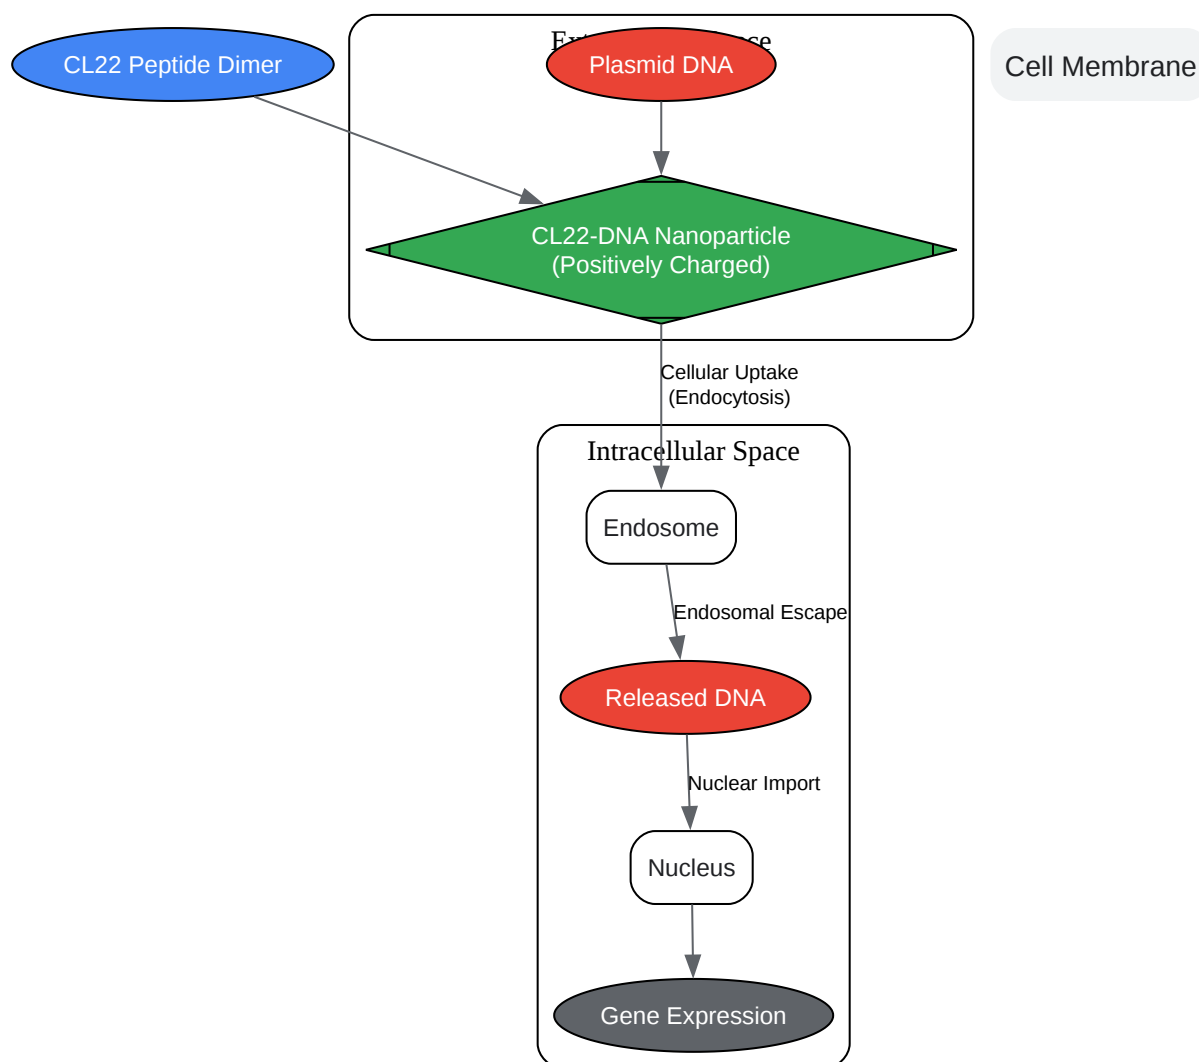 CL22 Peptide Dimer
Plasmid DNA
Cell Membrane
CL22-DNA Nanoparticle
(Positively Charged)
Cellular Uptake
(Endocytosis)
Intracellular Space
Endosome
Endosomal Escape
Released DNA
Nuclear Import
Nucleus
Gene Expression